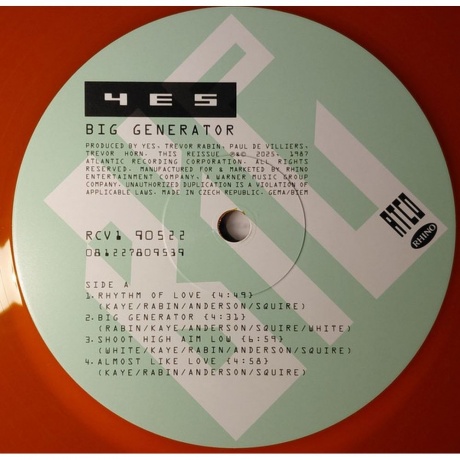 YES
BIG GENERATOR
PRODUCED BY YES, TREVOR RABIN, PAUL DE VILLIERS,
TREVOR HORN. THIS REISSUE ℗&© 2025, 1987
ATLANTIC RECORDING CORPORATION. ALL RIGHTS
RESERVED. MANUFACTURED FOR & MARKETED BY RHINO
ENTERTAINMENT COMPANY, A WARNER MUSIC GROUP
COMPANY. UNAUTHORIZED DUPLICATION IS A VIOLATION OF
APPLICABLE LAWS. MADE IN CZECH REPUBLIC. GEMA/BIEM
ATCO
RHINO
RCV1 90522
081227809539
SIDE A
1. RHYTHM OF LOVE {4:49}
(KAYE/RABIN/ANDERSON/SQUIRE)
2. BIG GENERATOR {4:31}
(RABIN/KAYE/ANDERSON/SQUIRE/WHITE)
3. SHOOT HIGH AIM LOW {6:59}
(WHITE/KAYE/RABIN/ANDERSON/SQUIRE)
4. ALMOST LIKE LOVE {4:58}
(KAYE/RABIN/ANDERSON/SQUIRE)